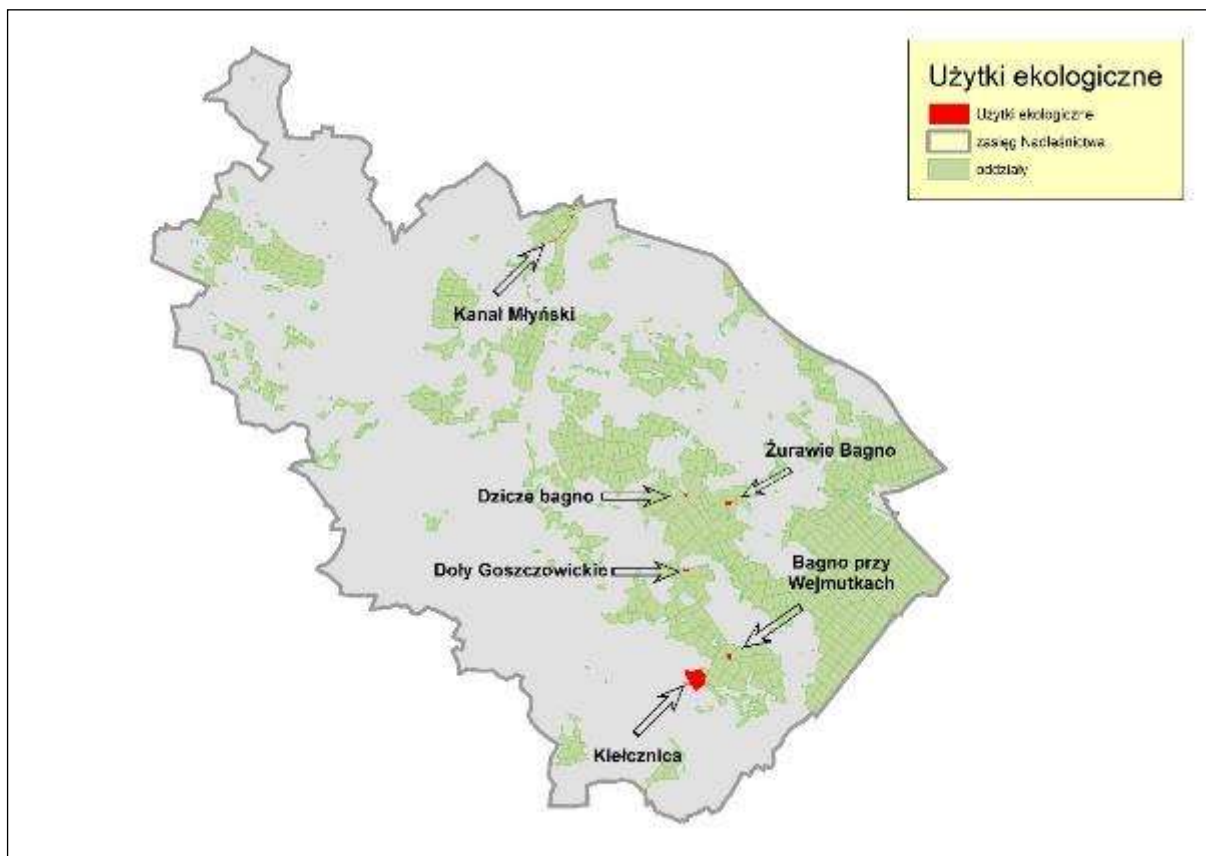 Użytki ekologiczne
Użytki ekologiczne
zasięg Nadleśnictwa
oddziały
Kanał Młyński
Żurawie Bagno
Dzicze bagno
Doły Goszczowickie
Bagno przy
Wejmutkach
Kiełcznica